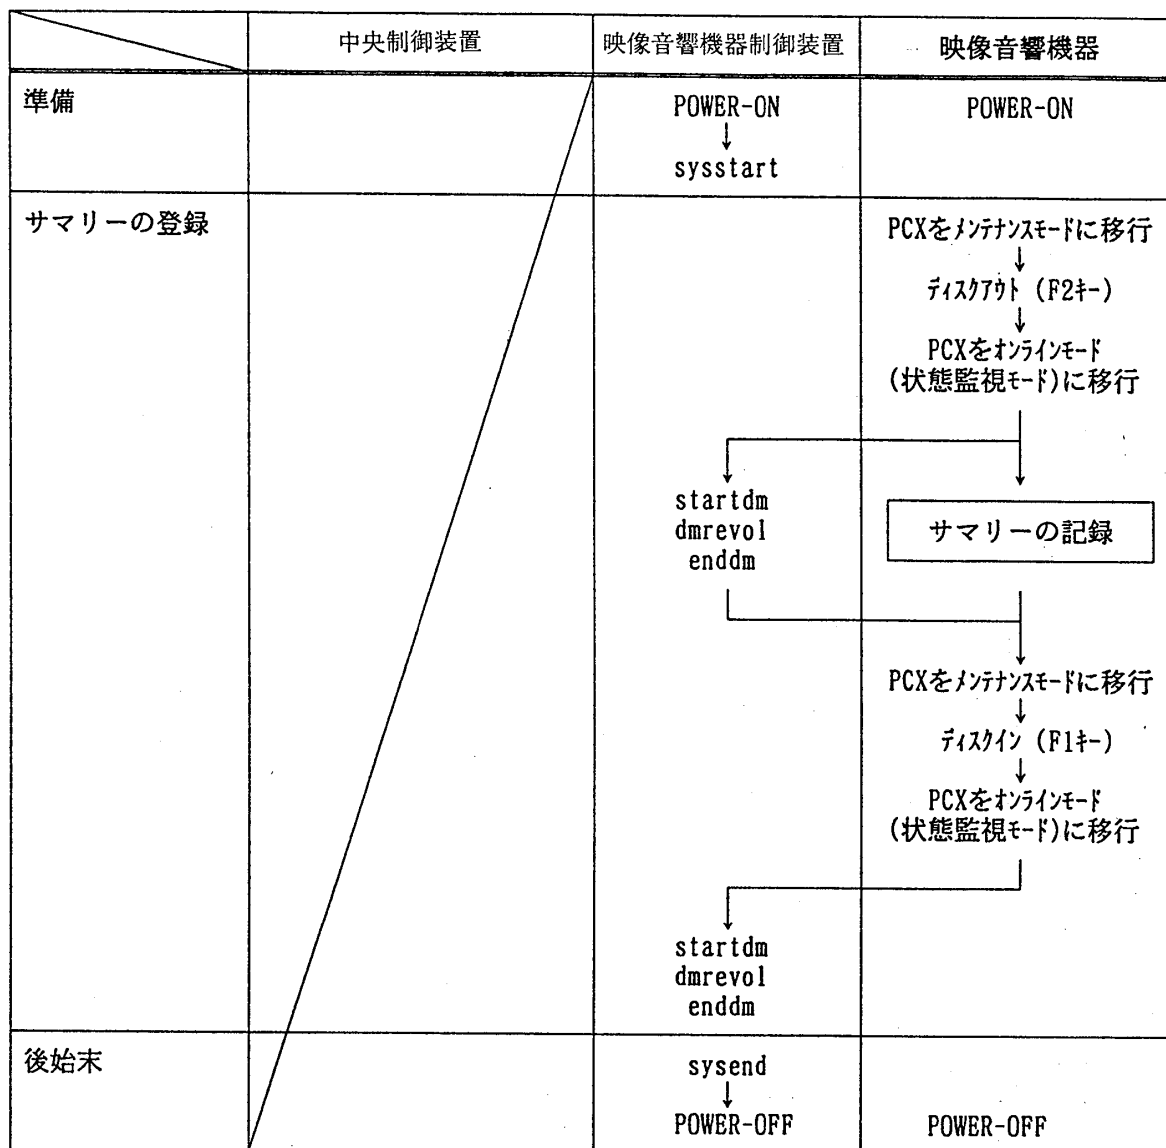 中央制御装置
映像音響機器制御装置
映像音響機器
準備
POWER-ON
sysstart
POWER-ON
サマリーの登録
PCXをメンテナンスモードに移行
ディスクアウト (F2キー)
PCXをオンラインモード
(状態監視モード)に移行
startdm
dmrevol
enddm
サマリーの記録
PCXをメンテナンスモードに移行
ディスクイン (F1キー)
PCXをオンラインモード
(状態監視モード)に移行
startdm
dmrevol
enddm
後始末
sysend
POWER-OFF
POWER-OFF